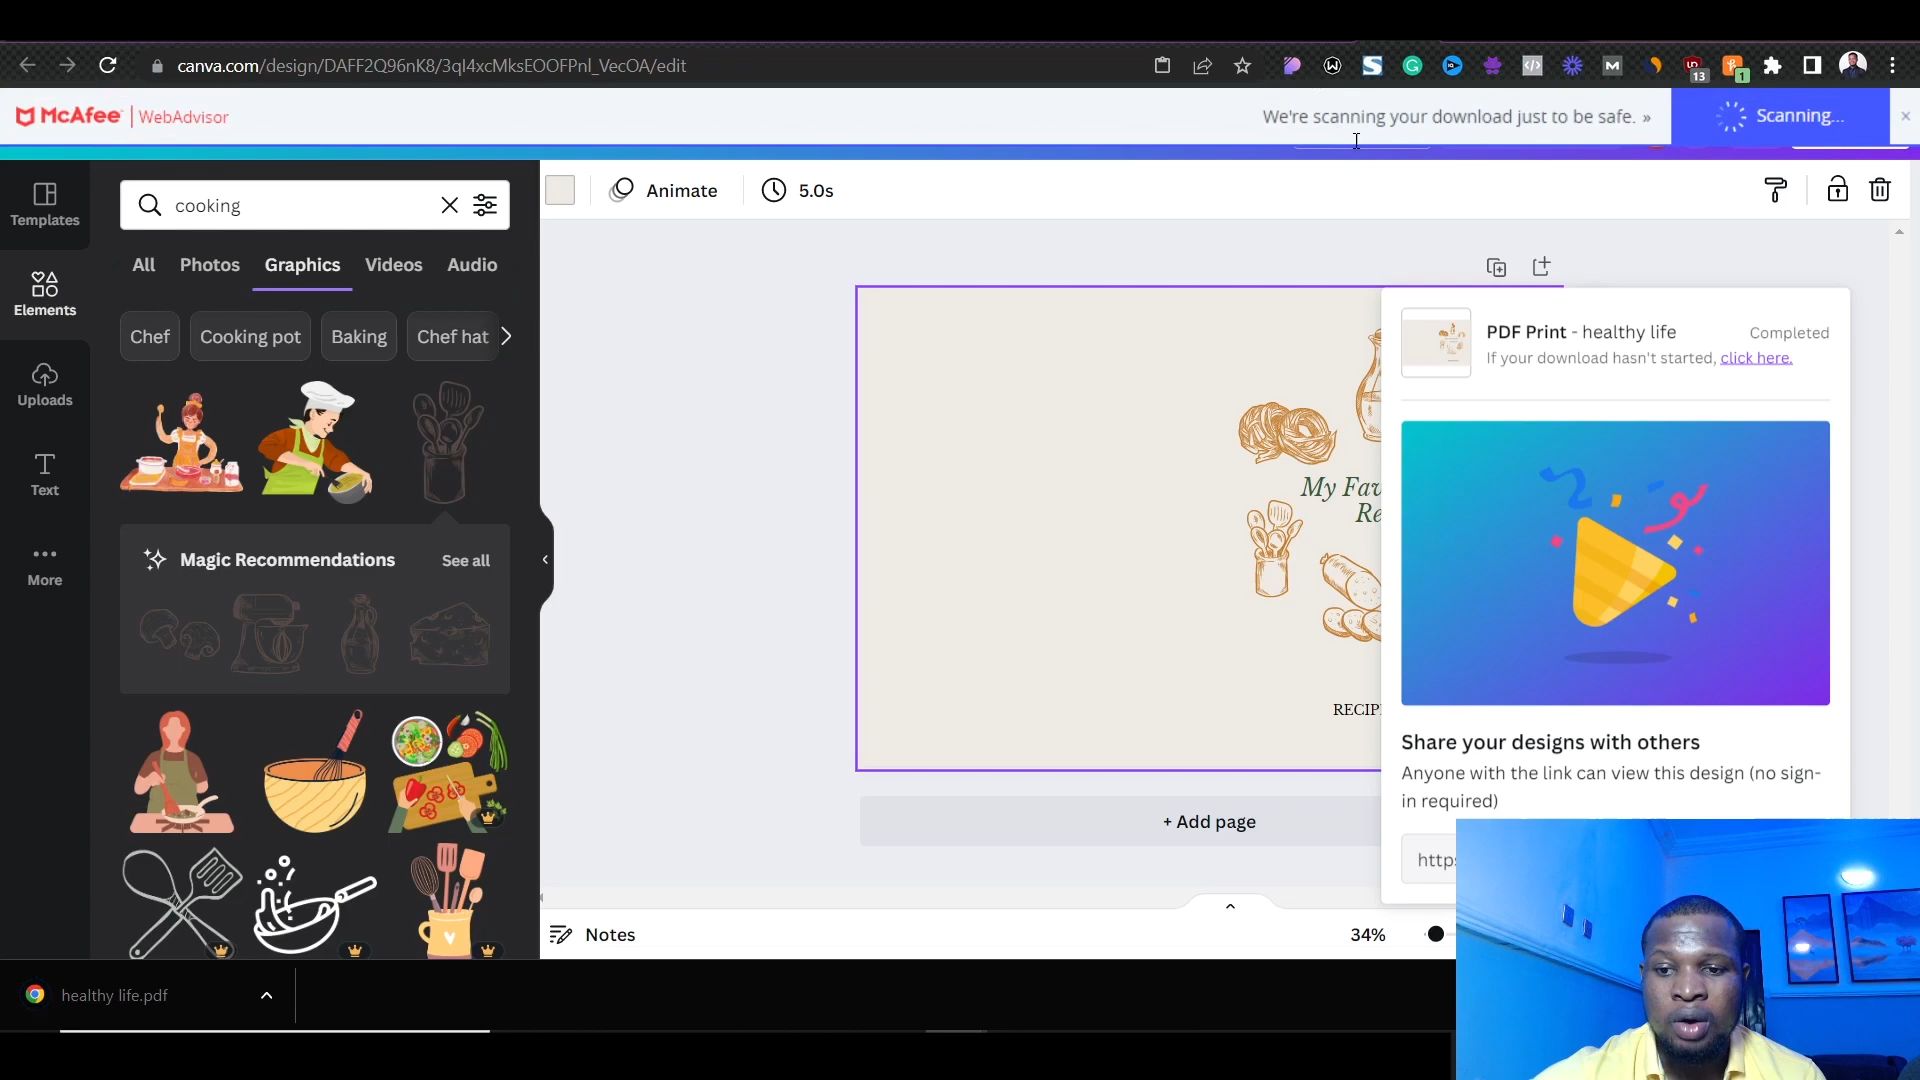 canva.com/design/DAFF2Q96nK8/3ql4xcMksEOOFPnl_VecOA/edit
13
1
McAfee | WebAdvisor
We're scanning your download just to be safe. »
Scanning...
Templates
Elements
Uploads
Text
More
cooking
All Photos Graphics Videos Audio
Chef Cooking pot Baking Chef hat
Magic Recommendations See all
Animate
5.0s
My Fav
Re
RECIP
+ Add page
PDF Print - healthy life Completed
If your download hasn't started, click here.
Share your designs with others
Anyone with the link can view this design (no sign-
in required)
http
Notes
34%
healthy life.pdf